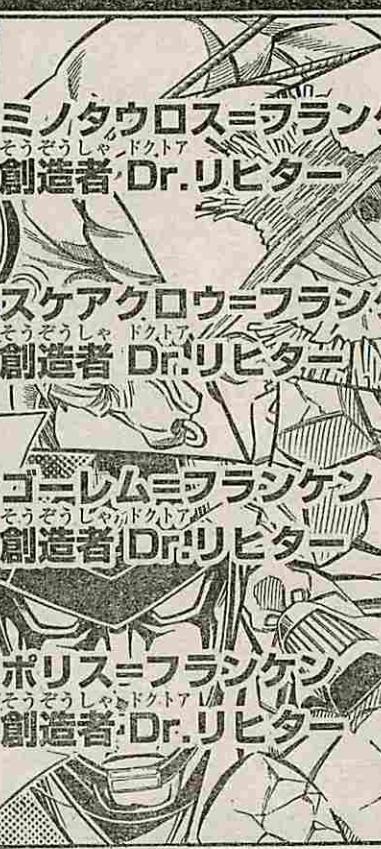 ミノタウロス=フラン
そうぞうしゃ ドクトア
創造者 Dr.リヒター
スケアクロウ=フラン
そうぞうしゃ ドクトア
創造者 Dr.リヒター
ゴーレム=フランケン
そうぞうしゃ ドクトア
創造者 Dr.リヒター
ポリス=フランケン
そうぞうしゃ ドクトア
創造者 Dr.リヒター